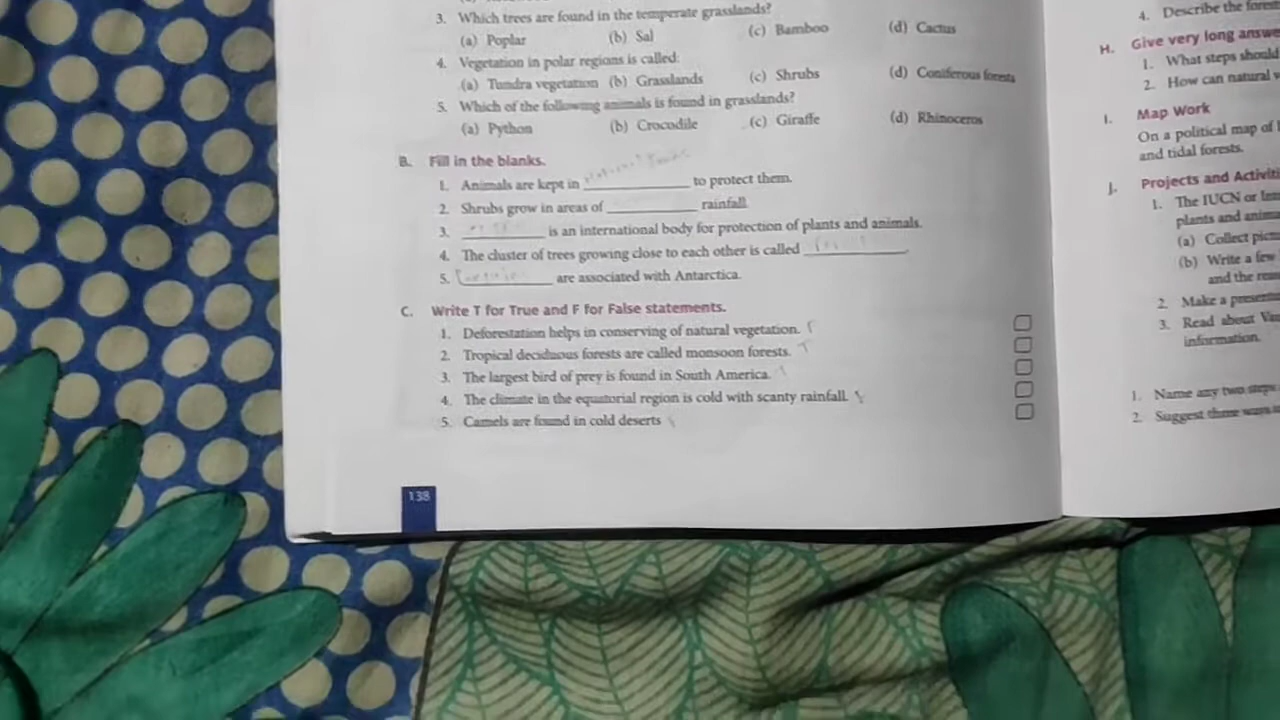 3. Which trees are found in the temperate grasslands?
(a) Poplar (b) Sal (c) Bamboo (d) Cactus
4. Vegetation in polar regions is called:
(a) Tundra vegetation (b) Grasslands (c) Shrubs (d) Coniferous forests
5. Which of the following animals is found in grasslands?
(a) Python (b) Crocodile (c) Giraffe (d) Rhinoceros
B. Fill in the blanks.
1. Animals are kept in ____________ to protect them.
2. Shrubs grow in areas of ____________ rainfall.
3. ____________ is an international body for protection of plants and animals.
4. The cluster of trees growing close to each other is called ____________.
5. ____________ are associated with Antarctica.
C. Write T for True and F for False statements.
1. Deforestation helps in conserving of natural vegetation.
2. Tropical deciduous forests are called monsoon forests. T
3. The largest bird of prey is found in South America.
4. The climate in the equatorial region is cold with scanty rainfall.
5. Camels are found in cold deserts
138
4. Describe the
H. Give very long
1. What steps should
2. How can natural
I. Map Work
On a political map of
and tidal forests.
J. Projects and
1. The IUCN or
plants and
(a) Collect
(b) Write a few
and the
2. Make a
3. Read about
information.
1. Name any two steps
2. Suggest three ways